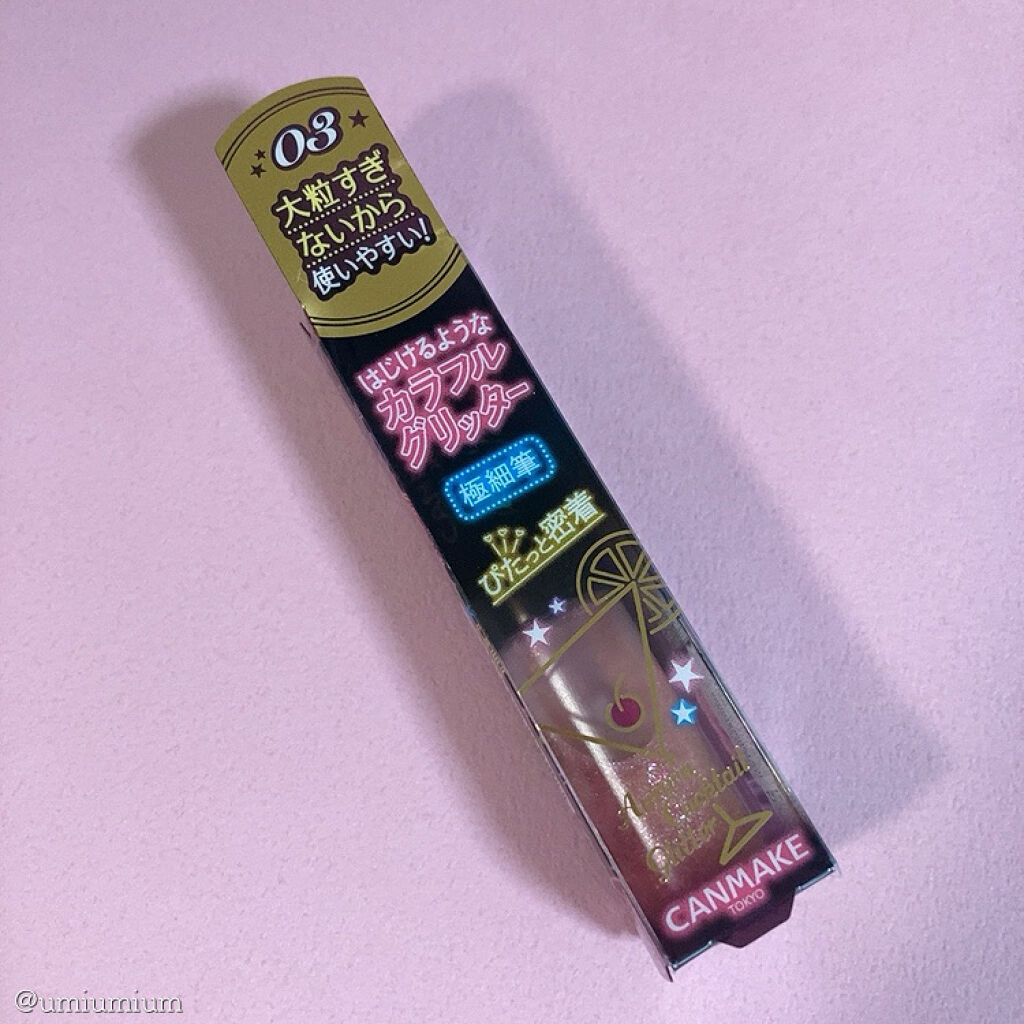 03
大粒すぎ
ないから
使いやすい!
はじけるような
カラフル
グリッター
極細筆
ぴたっと密着
Cocktail
Glitter
CANMAKE
TOKYO
@umiumium